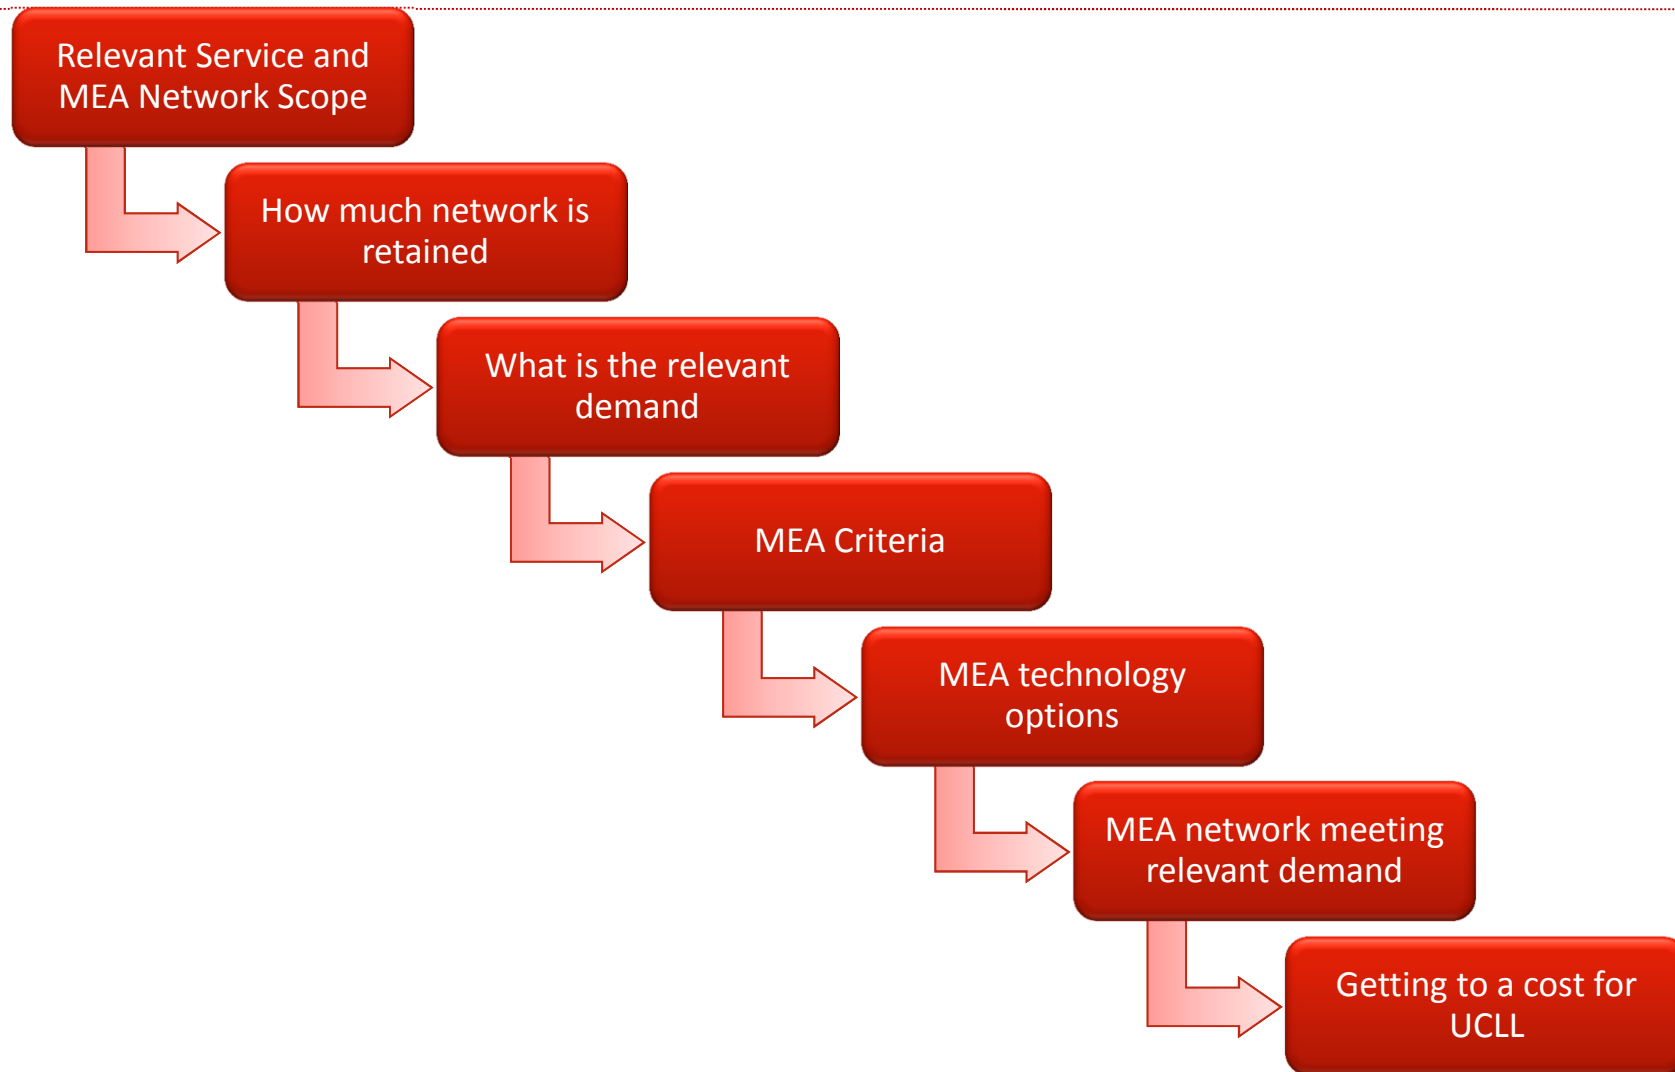 Relevant Service and
MEA Network Scope
How much network is
retained
What is the relevant
demand
MEA Criteria
MEA technology
options
MEA network meeting
relevant demand
Getting to a cost for
UCLL